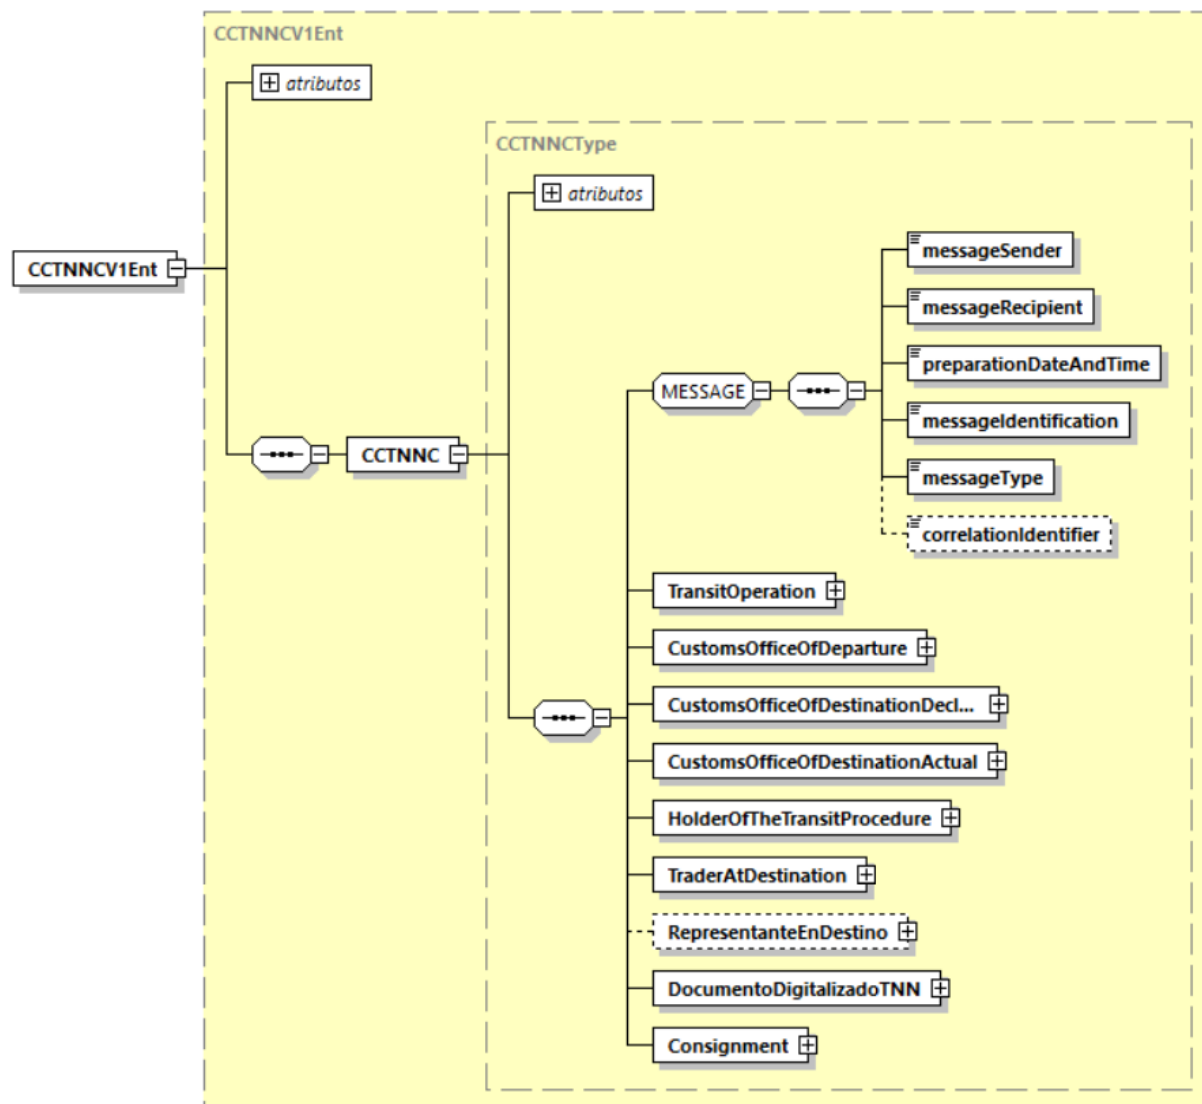 CCTNNCV1Ent
atributos
CCTNNCType
atributos
CCTNNCV1Ent
messageSender
messageRecipient
preparationDateAndTime
MESSAGE
messageIdentification
CCTNNC
messageType
correlationIdentifier
TransitOperation
CustomsOfficeOfDeparture
CustomsOfficeOfDestinationDecl...
CustomsOfficeOfDestinationActual
HolderOfTheTransitProcedure
TraderAtDestination
RepresentanteEnDestino
DocumentoDigitalizadoTNN
Consignment